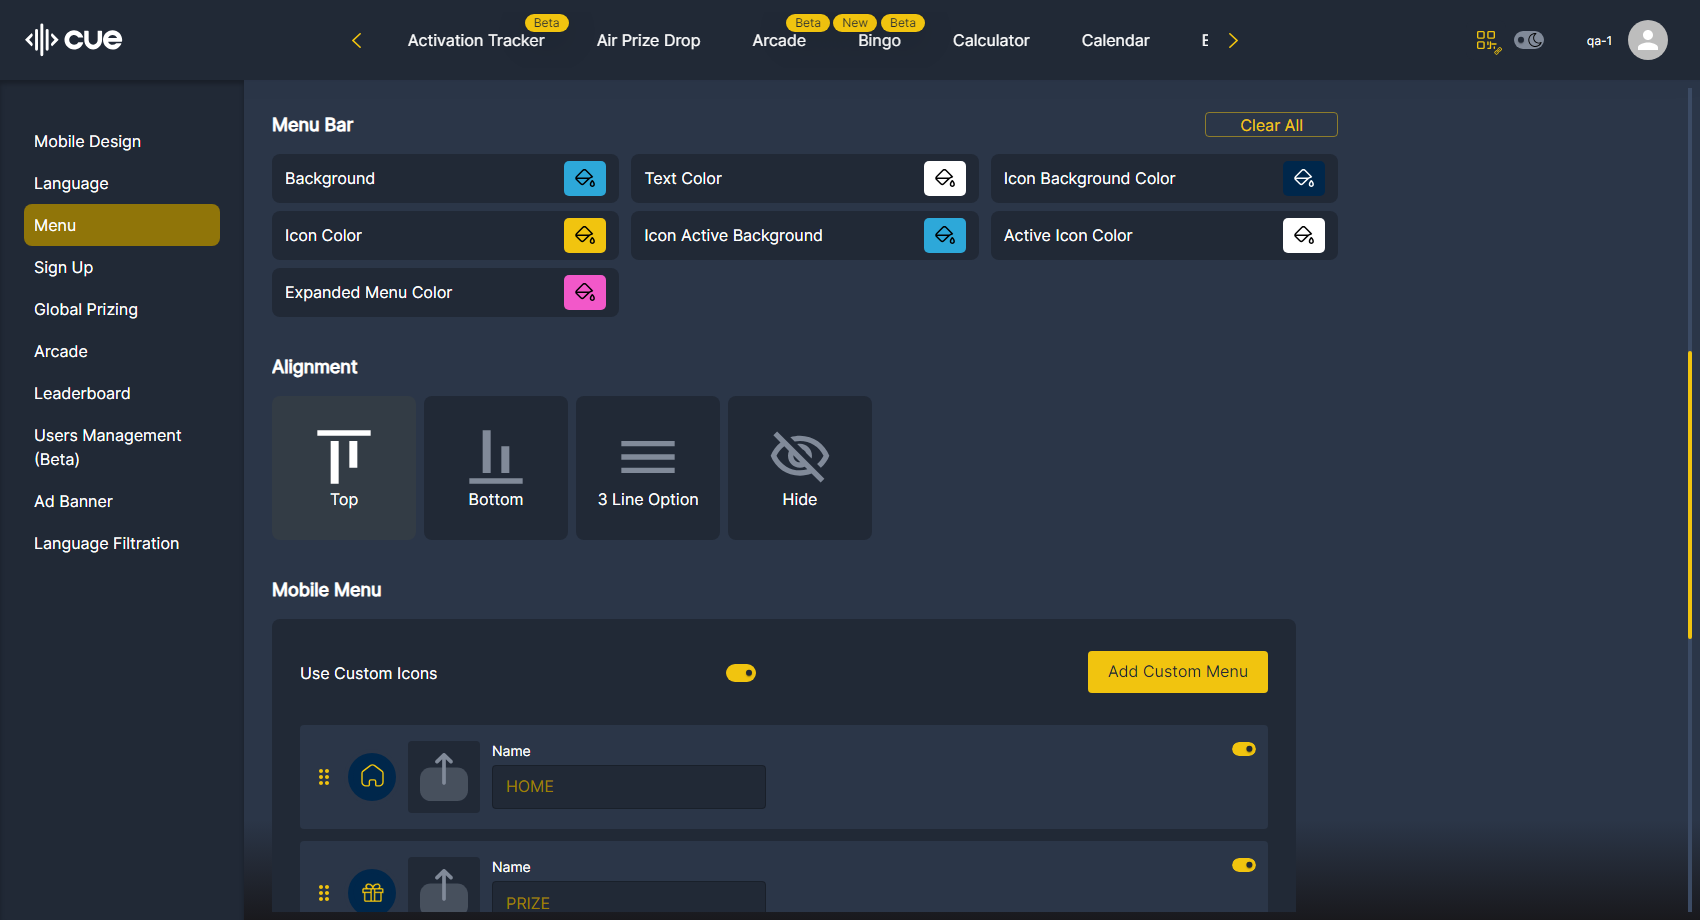 cue
Activation Tracker
Beta
Air Prize Drop
Arcade
Beta
Bingo
New
Beta
Calculator
Calendar
qa-1
Mobile Design
Language
Menu
Sign Up
Global Prizing
Arcade
Leaderboard
Users Management
(Beta)
Ad Banner
Language Filtration
Menu Bar
Clear All
Background
Text Color
Icon Background Color
Icon Color
Icon Active Background
Active Icon Color
Expanded Menu Color
Alignment
Top
Bottom
3 Line Option
Hide
Mobile Menu
Use Custom Icons
Add Custom Menu
Name
HOME
Name
PRIZE